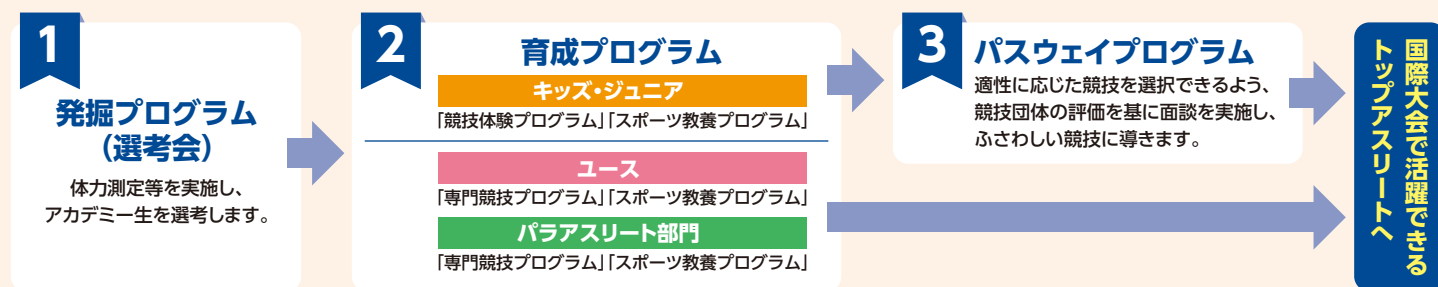 1
発掘プログラム
（選考会）
体力測定等を実施し、
アカデミー生を選考します。
2
育成プログラム
キッズ・ジュニア
「競技体験プログラム」「スポーツ教養プログラム」
ユース
「専門競技プログラム」「スポーツ教養プログラム」
パラアスリート部門
「専門競技プログラム」「スポーツ教養プログラム」
3
パスウェイプログラム
適性に応じた競技を選択できるよう、
競技団体の評価を基に面談を実施し、
ふさわしい競技に導きます。
国際大会で活躍できる
トップアスリートへ